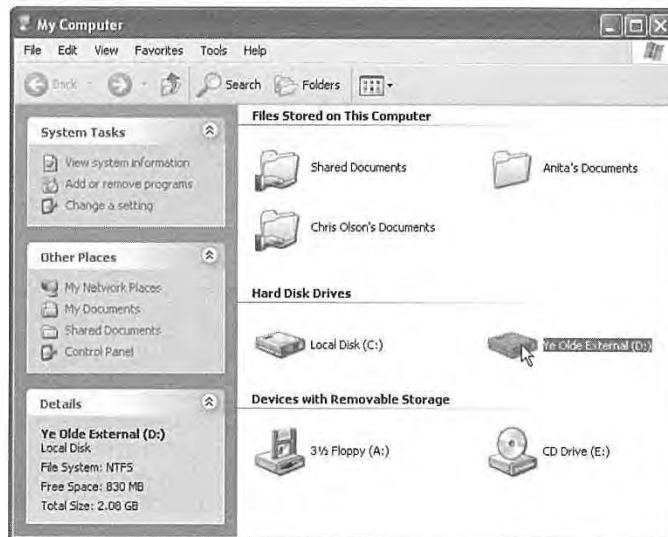 My Computer
File Edit View Favorites Tools Help
Back Search Folders
System Tasks
View system information
Add or remove programs
Change a setting
Other Places
My Network Places
My Documents
Shared Documents
Control Panel
Details
Ye Olde External (D:)
Local Disk
File System: NTFS
Free Space: 830 MB
Total Size: 2.08 GB
Files Stored on This Computer
Shared Documents
Anita's Documents
Chris Olson's Documents
Hard Disk Drives
Local Disk (C:)
Ye Olde External (D:)
Devices with Removable Storage
3½ Floppy (A:)
CD Drive (E:)